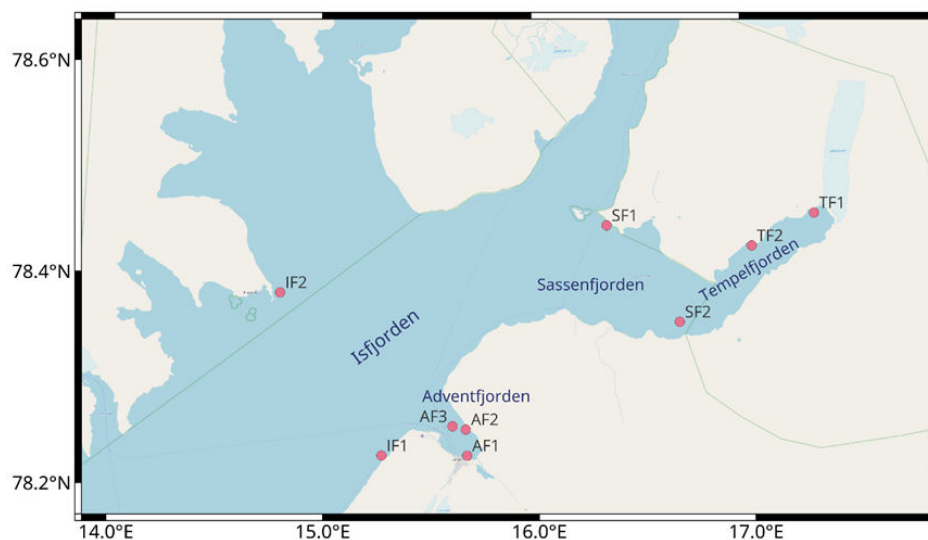 78.6°N
SF1
TF1
TF2
78.4°N
IF2
Sassenfjorden
Tempelfjorden
SF2
Isfjorden
Adventfjorden
AF3
AF2
IF1
AF1
78.2°N
14.0°E
15.0°E
16.0°E
17.0°E